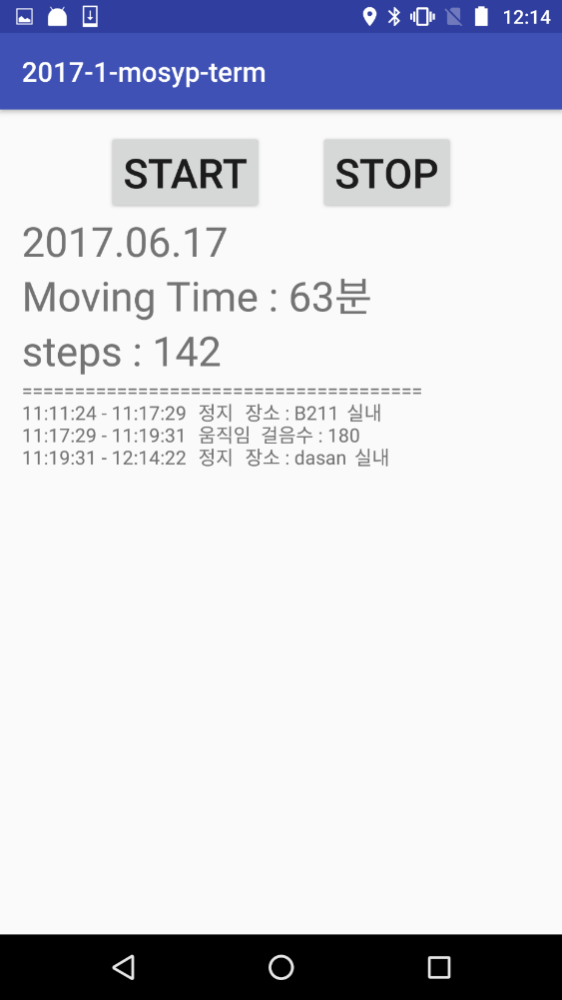 12:14
2017-1-mosyp-term
START STOP
2017.06.17
Moving Time : 63분
steps : 142
======================================
11:11:24 - 11:17:29 정지 장소 : B211 실내
11:17:29 - 11:19:31 움직임 걸음수 : 180
11:19:31 - 12:14:22 정지 장소 : dasan 실내